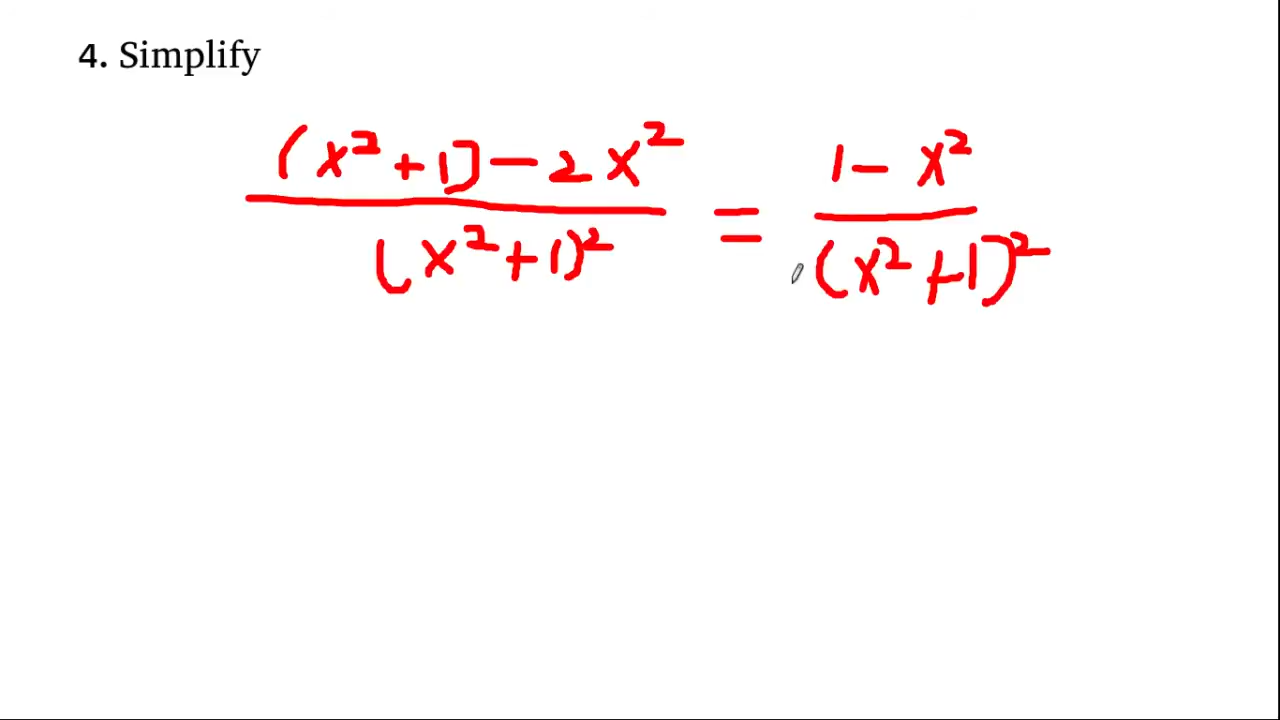 4. Simplify
(x²+1)-2x² / (x²+1)² = 1-x² / (x²+1)²